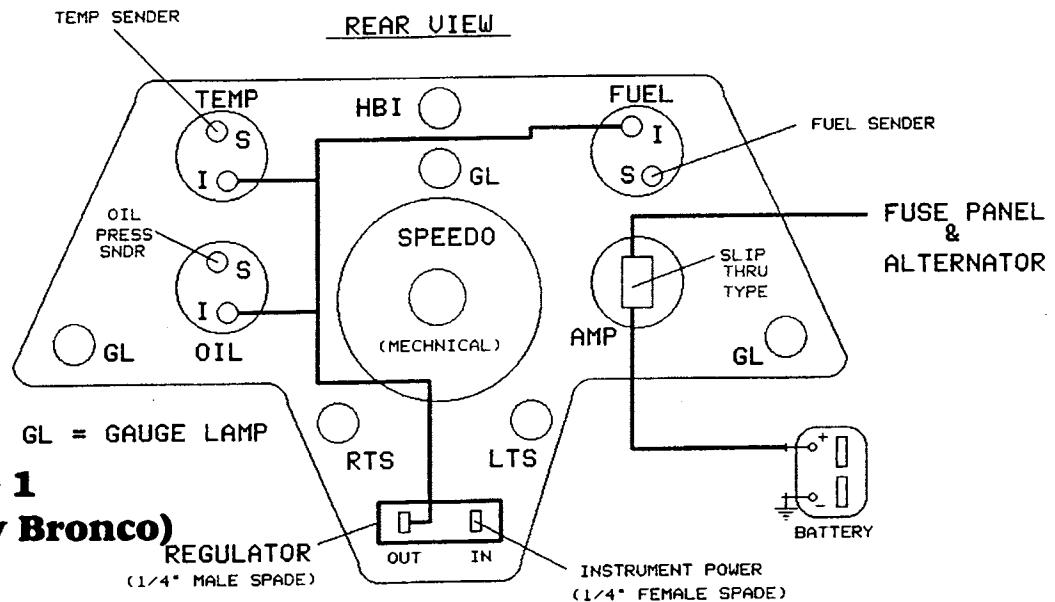 TEMP SENDER
REAR VIEW
TEMP
HBI
FUEL
S
I
I
S
GL
FUEL SENDER
OIL
PRESS
SNDR
S
I
OIL
SPEEDO
(MECHNICAL)
SLIP
THRU
TYPE
AMP
FUSE PANEL
&
ALTERNATOR
GL
GL
GL = GAUGE LAMP
RTS
LTS
+
-
BATTERY
1
Bronco)
REGULATOR
(1/4" MALE SPADE)
OUT
IN
INSTRUMENT POWER
(1/4" FEMALE SPADE)